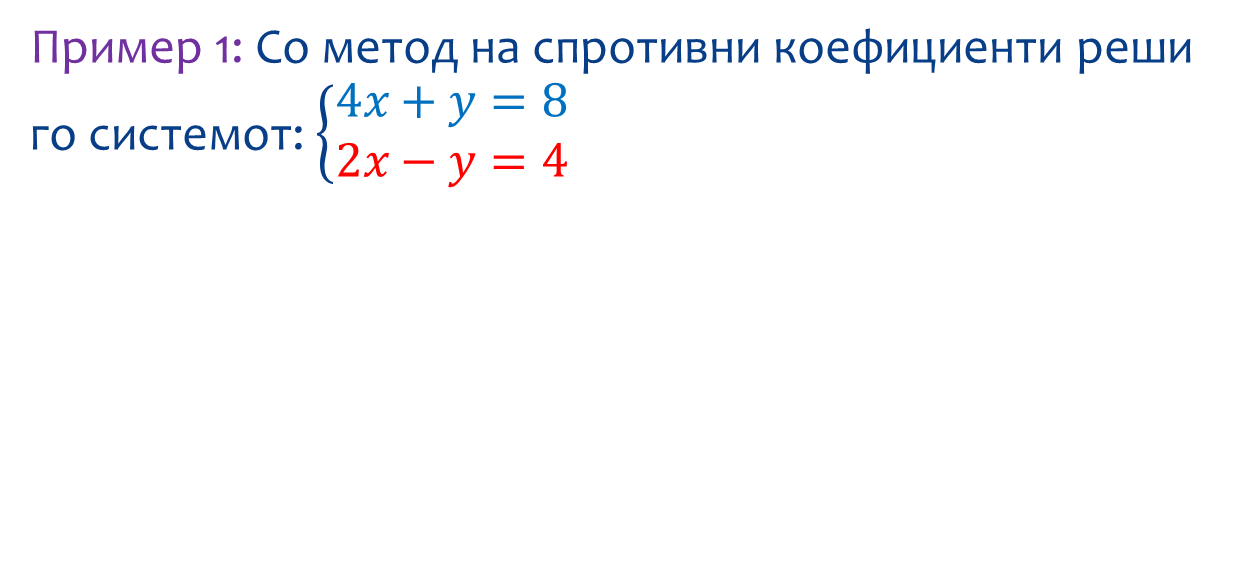 Пример 1: Со метод на спротивни коефициенти реши
го системот: {4x + y = 8
2x − y = 4